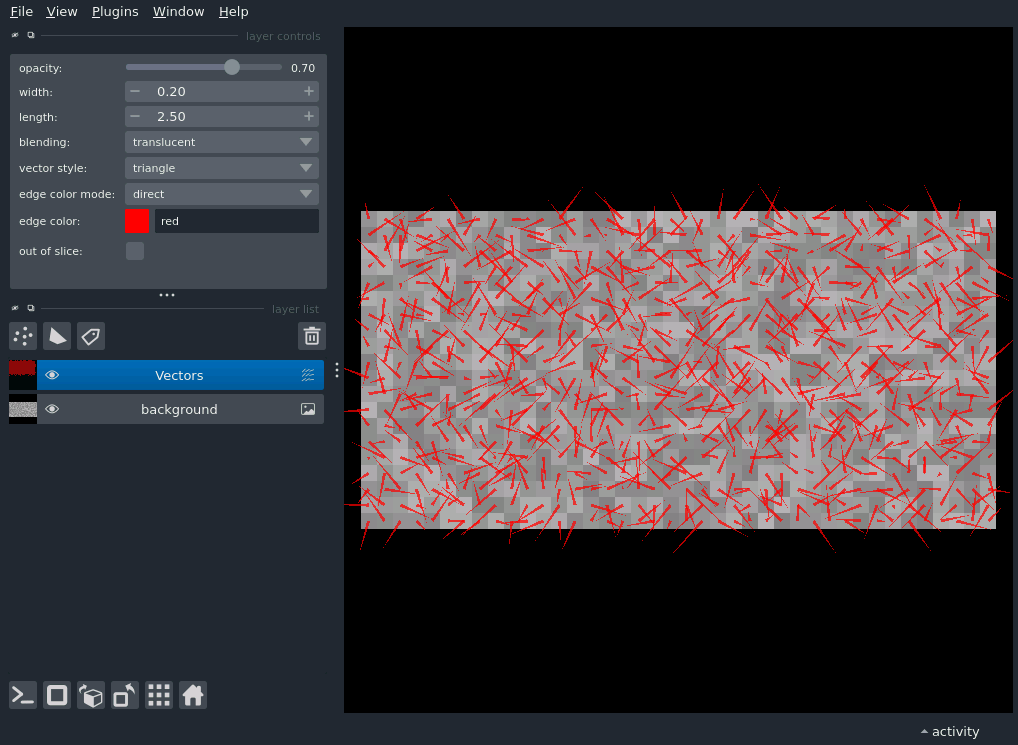 File View Plugins Window Help
layer controls
opacity: 0.70
width: 0.20
length: 2.50
blending: translucent
vector style: triangle
edge color mode: direct
edge color: red
out of slice:
layer list
Vectors
background
activity